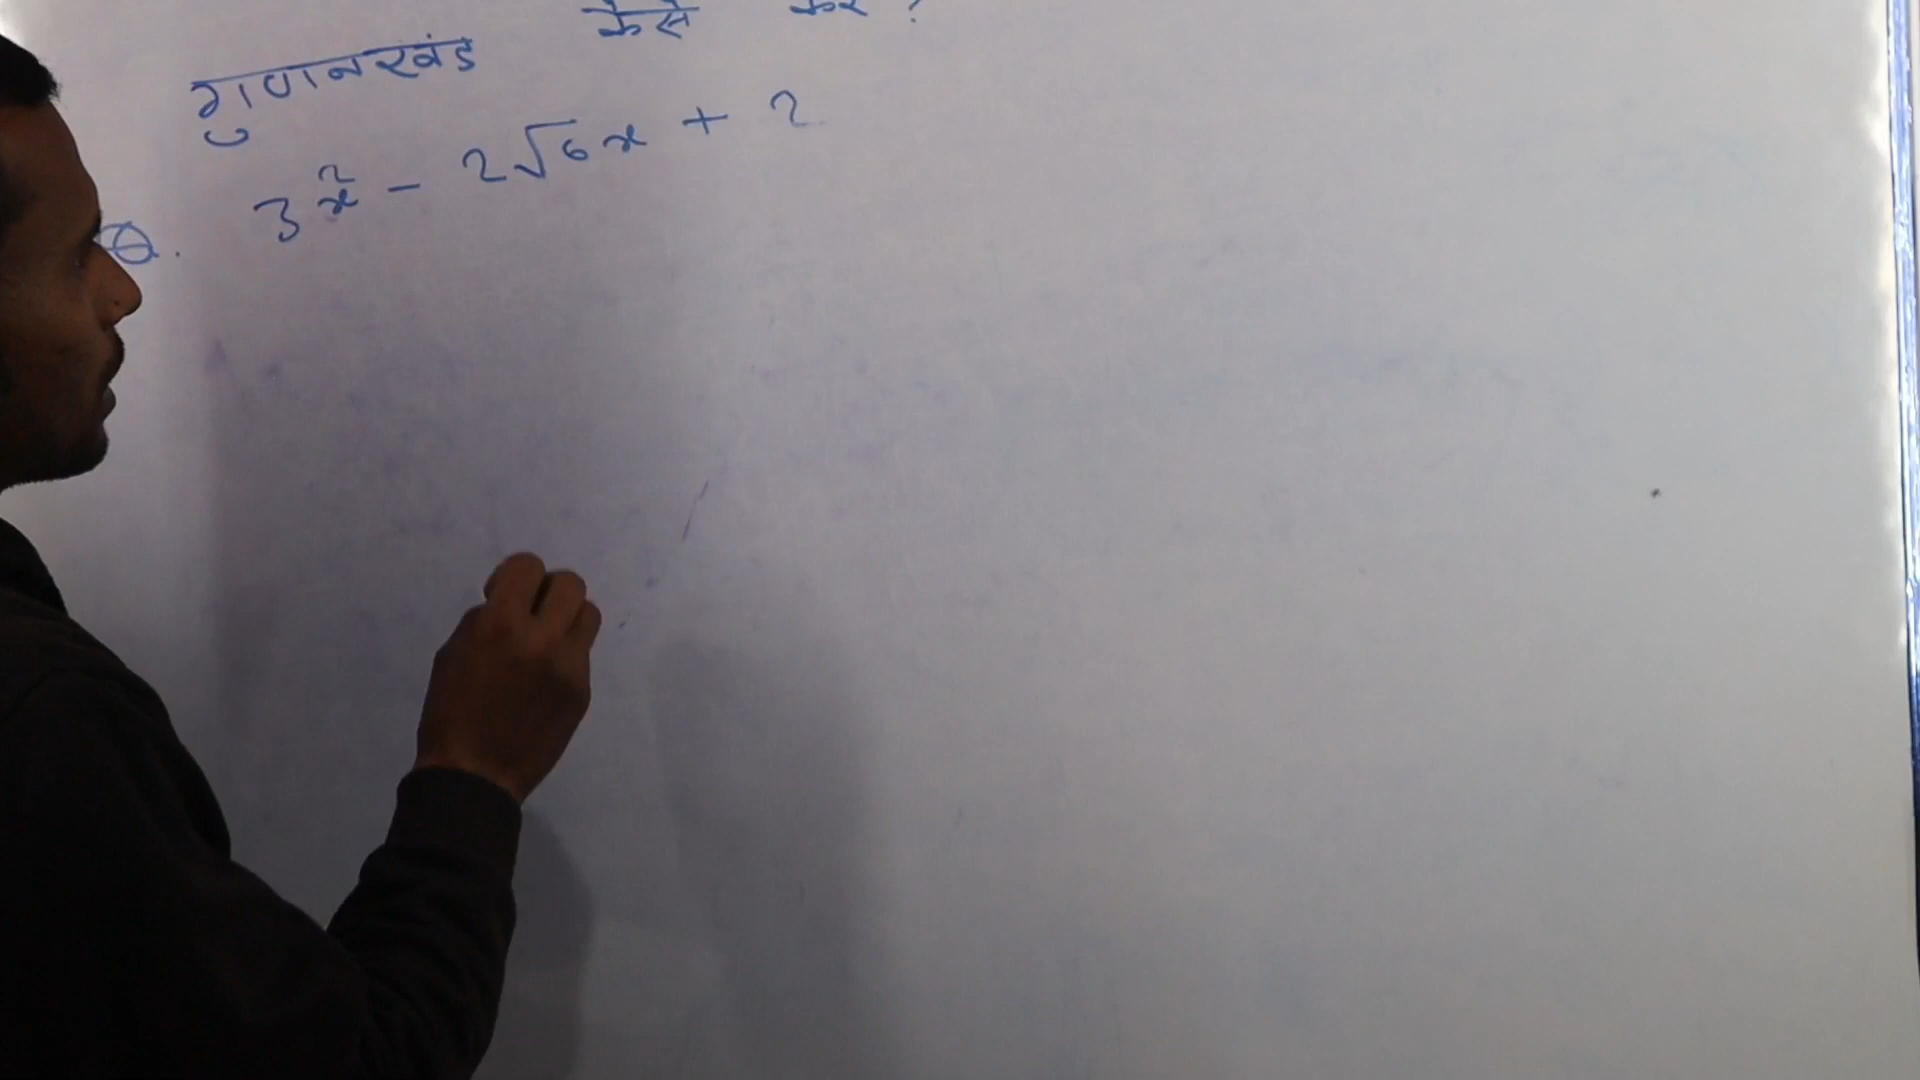 गुणनखंड कैसे करें ?
Q. 3x² - 2√6x + 2